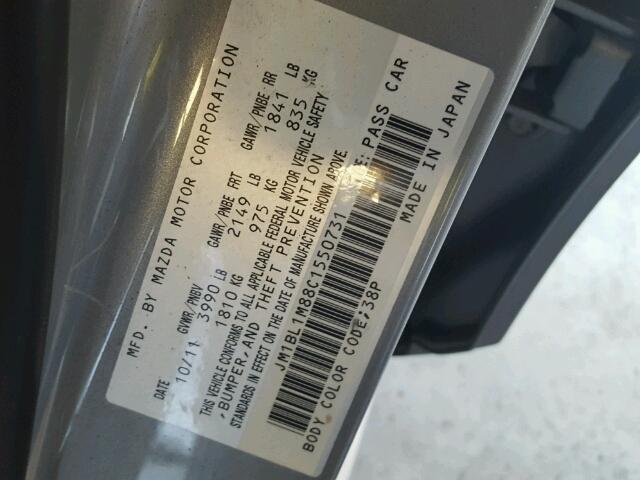 MFD. BY MAZDA MOTOR CORPORATION
DATE GVWR/PNBV GAWR/PNBE FRT GAWR/PNBE RR
10/11 3990 LB 2149 LB 1841 LB
1810 KG 975 KG 835 KG
THIS VEHICLE CONFORMS TO ALL APPLICABLE FEDERAL MOTOR VEHICLE SAFETY
,BUMPER, AND THEFT PREVENTION
STANDARDS IN EFFECT ON THE DATE OF MANUFACTURE SHOWN ABOVE.
JM1BL1M88C1550731 E:PASS CAR
BODY COLOR CODE:38P MADE IN JAPAN